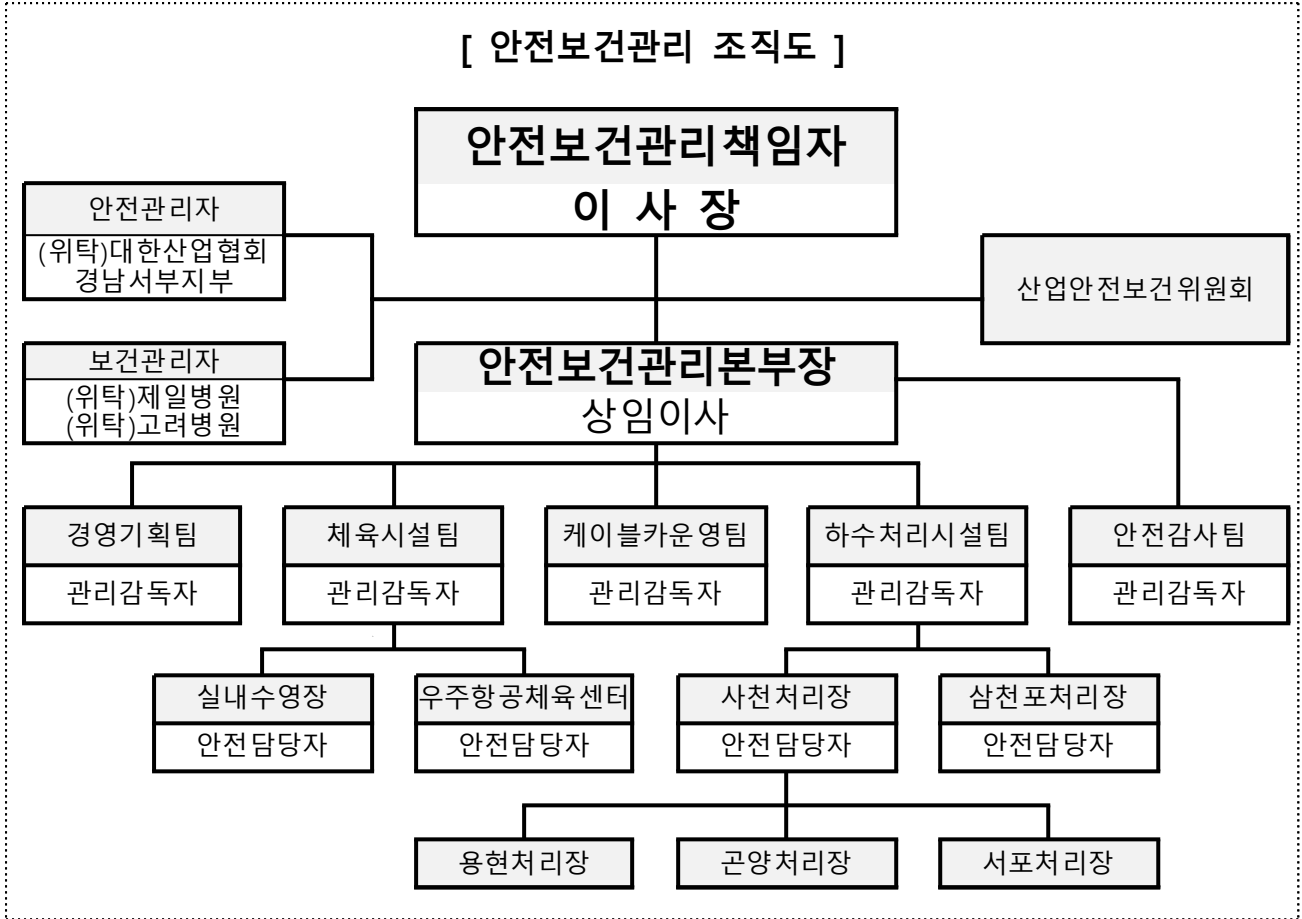 [ 안전보건관리 조직도 ]
안전보건관리책임자
이 사 장
안전관리자
(위탁)대한산업협회
경남서부지부
산업안전보건위원회
보건관리자
(위탁)제일병원
(위탁)고려병원
안전보건관리본부장
상임이사
경영기획팀
관리감독자
체육시설팀
관리감독자
케이블카운영팀
관리감독자
하수처리시설팀
관리감독자
안전감사팀
관리감독자
실내수영장
안전담당자
우주항공체육센터
안전담당자
사천처리장
안전담당자
삼천포처리장
안전담당자
용현처리장
곤양처리장
서포처리장